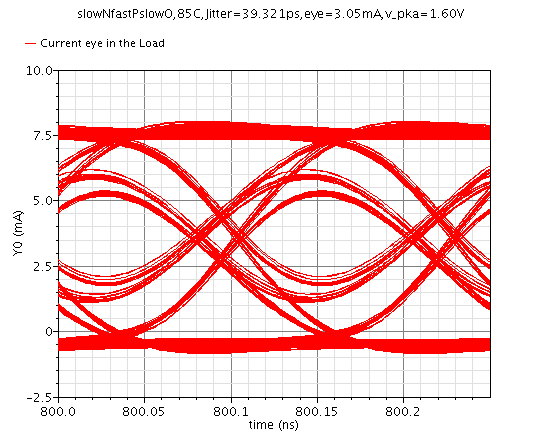 slowNfastPslowO,85C,Jitter=39.321ps,eye=3.05mA,v_pka=1.60V
Current eye in the Load
10.0
7.5
5.0
2.5
0
-2.5
Y0 (mA)
800.0 800.05 800.1 800.15 800.2
time (ns)